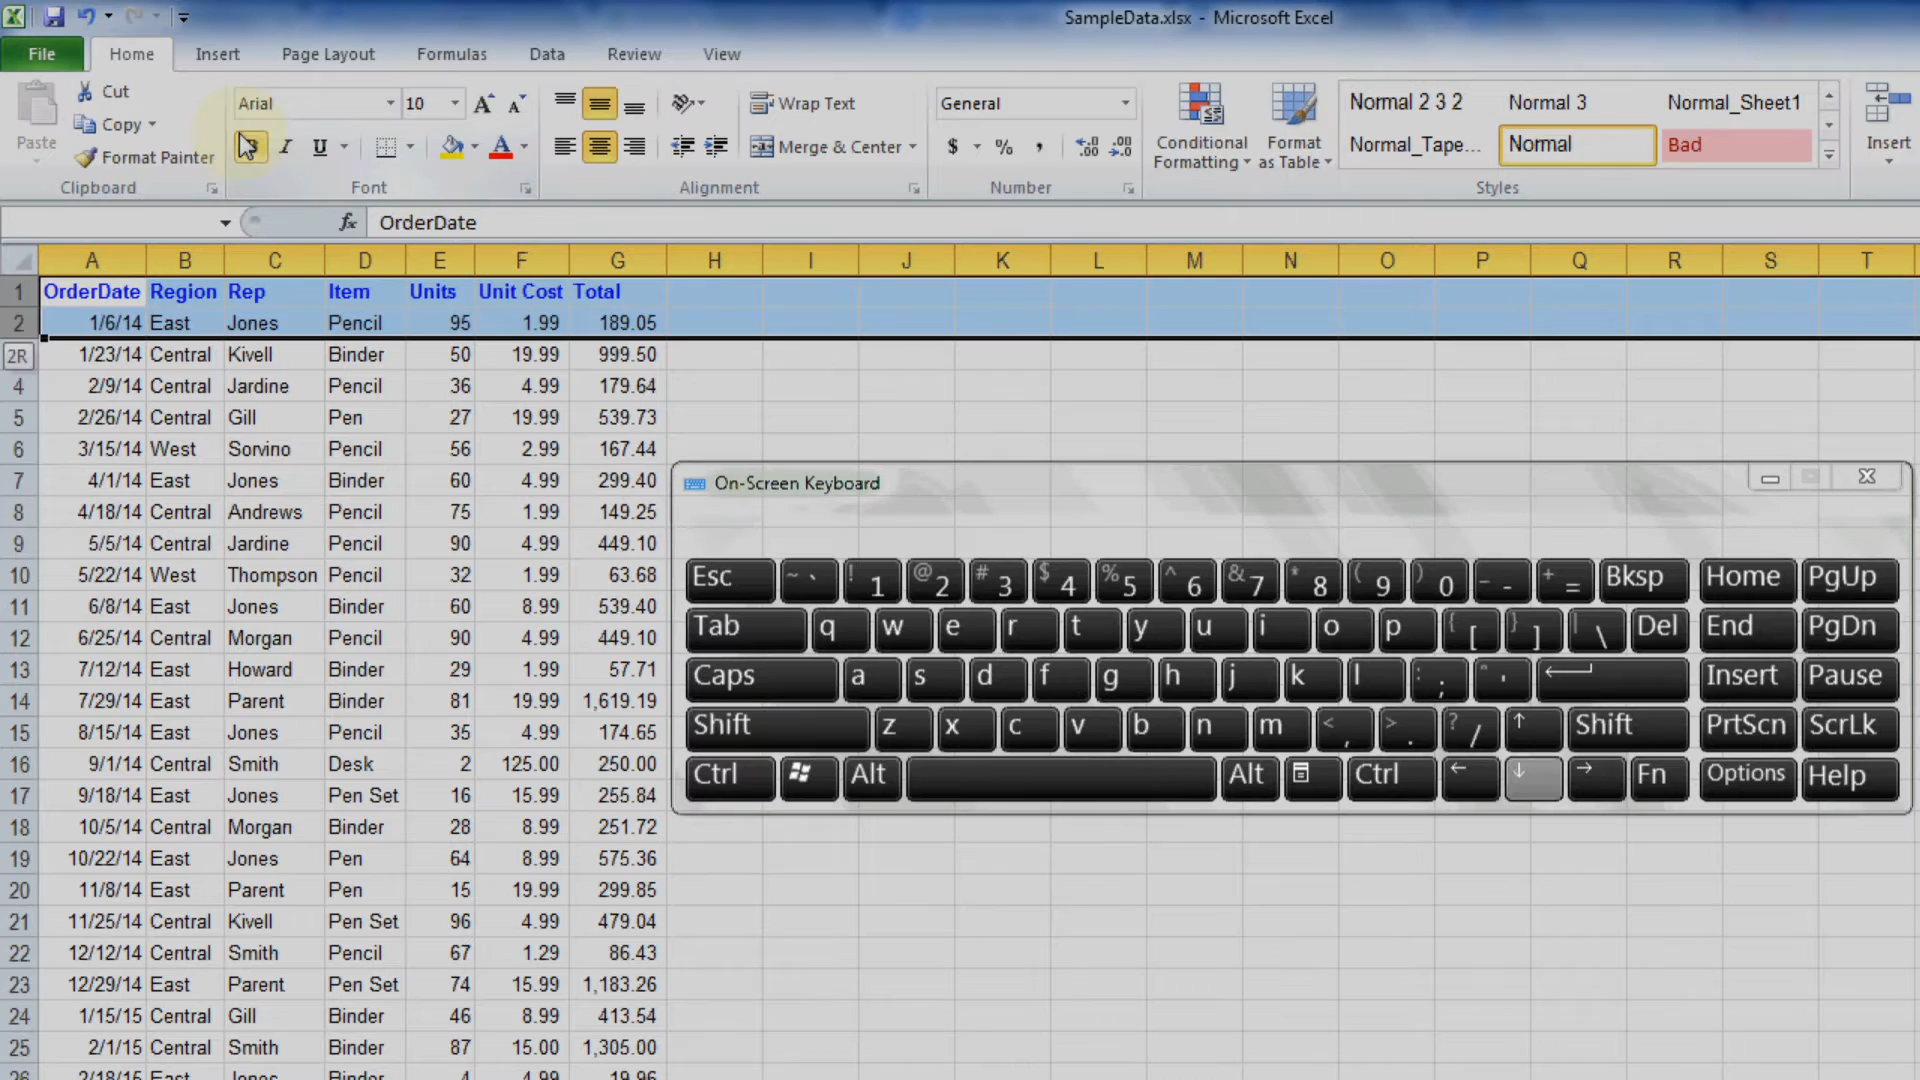 SampleData.xlsx - Microsoft Excel
File Home Insert Page Layout Formulas Data Review View
Paste Cut Copy Format Painter Clipboard
Arial 10 I U A Font
Wrap Text Merge & Center Alignment
General $ % , Number
Conditional Formatting Format as Table
Normal 2 3 2 Normal 3 Normal_Sheet1
Normal_Tape... Normal Bad
Styles
Insert
fx OrderDate
A B C D E F G H I J K L M N O P Q R S T
1 OrderDate Region Rep Item Units Unit Cost Total
2 1/6/14 East Jones Pencil 95 1.99 189.05
2R 1/23/14 Central Kivell Binder 50 19.99 999.50
4 2/9/14 Central Jardine Pencil 36 4.99 179.64
5 2/26/14 Central Gill Pen 27 19.99 539.73
6 3/15/14 West Sorvino Pencil 56 2.99 167.44
7 4/1/14 East Jones Binder 60 4.99 299.40
8 4/18/14 Central Andrews Pencil 75 1.99 149.25
9 5/5/14 Central Jardine Pencil 90 4.99 449.10
10 5/22/14 West Thompson Pencil 32 1.99 63.68
11 6/8/14 East Jones Binder 60 8.99 539.40
12 6/25/14 Central Morgan Pencil 90 4.99 449.10
13 7/12/14 East Howard Binder 29 1.99 57.71
14 7/29/14 East Parent Binder 81 19.99 1,619.19
15 8/15/14 East Jones Pencil 35 4.99 174.65
16 9/1/14 Central Smith Desk 2 125.00 250.00
17 9/18/14 East Jones Pen Set 16 15.99 255.84
18 10/5/14 Central Morgan Binder 28 8.99 251.72
19 10/22/14 East Jones Pen 64 8.99 575.36
20 11/8/14 East Parent Pen 15 19.99 299.85
21 11/25/14 Central Kivell Pen Set 96 4.99 479.04
22 12/12/14 Central Smith Pencil 67 1.29 86.43
23 12/29/14 East Parent Pen Set 74 15.99 1,183.26
24 1/15/15 Central Gill Binder 46 8.99 413.54
25 2/1/15 Central Smith Binder 87 15.00 1,305.00
26 2/18/15 East Jones Binder 4 4.99 19.96
On-Screen Keyboard
Esc ~ ` ! 1 @ 2 # 3 $ 4 % 5 ^ 6 & 7 * 8 ( 9 ) 0 _ - + = Bksp Home PgUp
Tab q w e r t y u i o p { [ } ] | \ Del End PgDn
Caps a s d f g h j k l : ; " ' Insert Pause
Shift z x c v b n m < , > . ? / ↑ Shift PrtScn ScrLk
Ctrl Alt Alt Ctrl ← ↓ → Fn Options Help